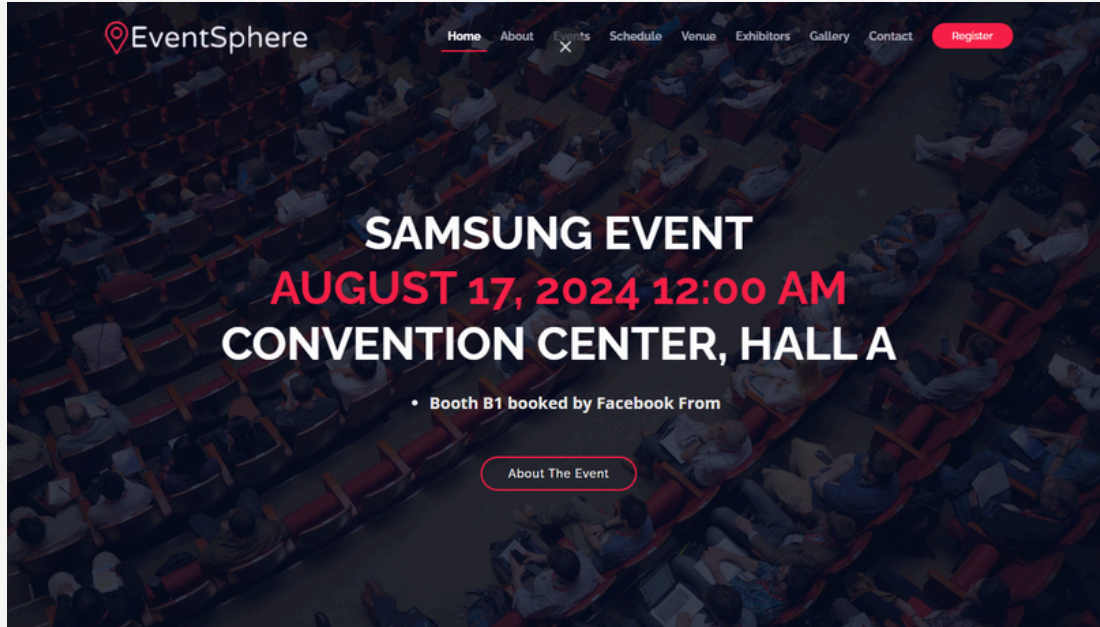 EventSphere
Home About Events Schedule Venue Exhibitors Gallery Contact Register
SAMSUNG EVENT
AUGUST 17, 2024 12:00 AM
CONVENTION CENTER, HALL A
• Booth B1 booked by Facebook From
About The Event